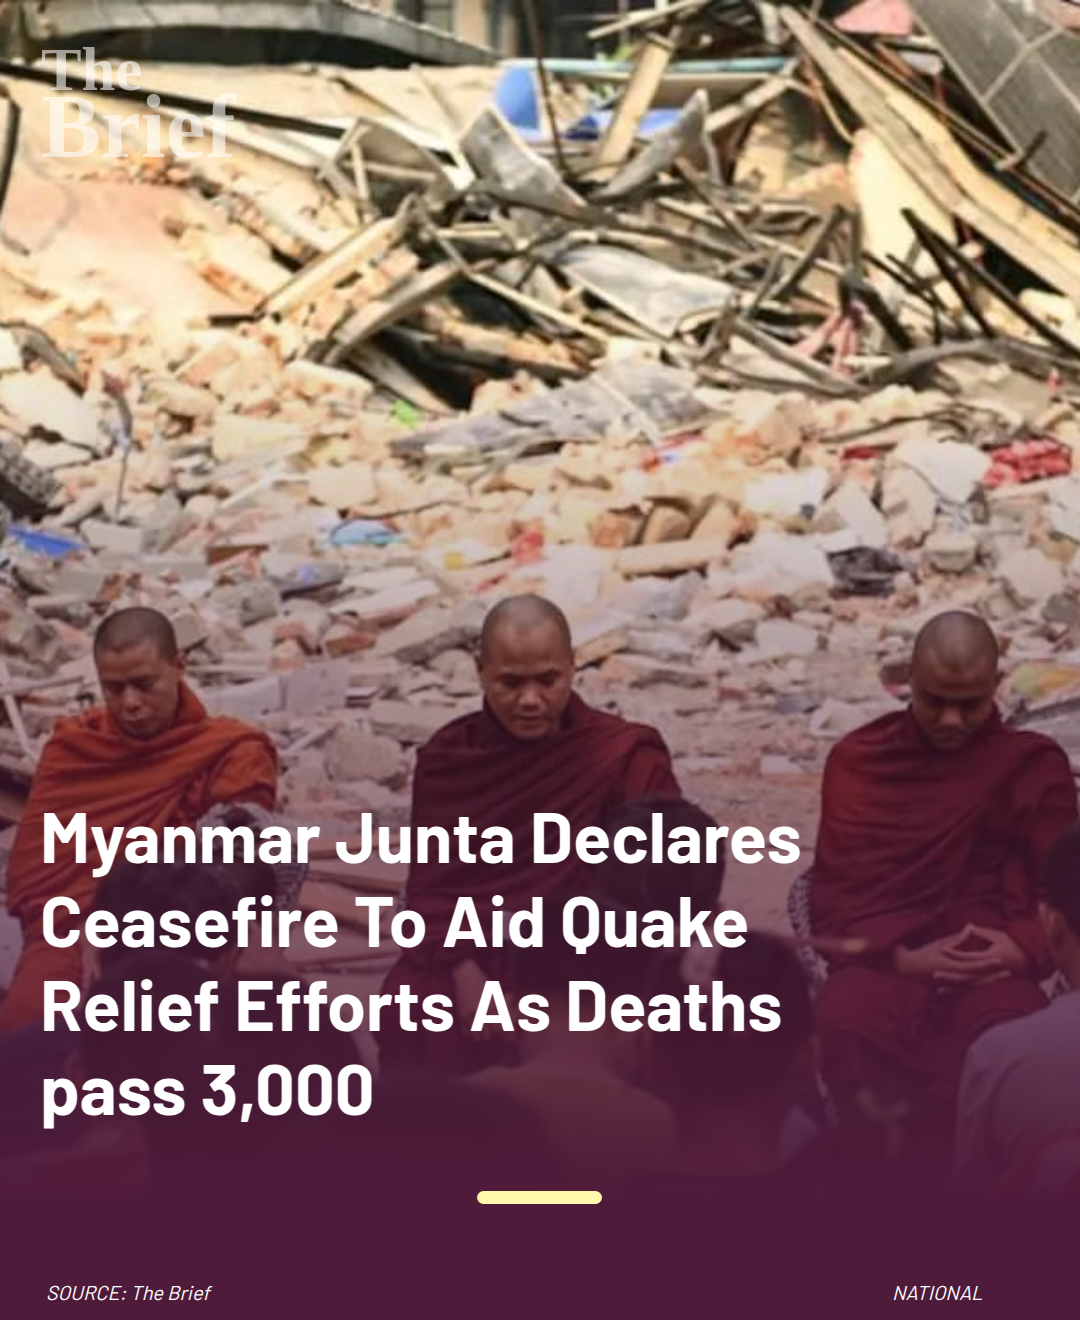 The
Brief
Myanmar Junta Declares
Ceasefire To Aid Quake
Relief Efforts As Deaths
pass 3,000
SOURCE: The Brief
NATIONAL